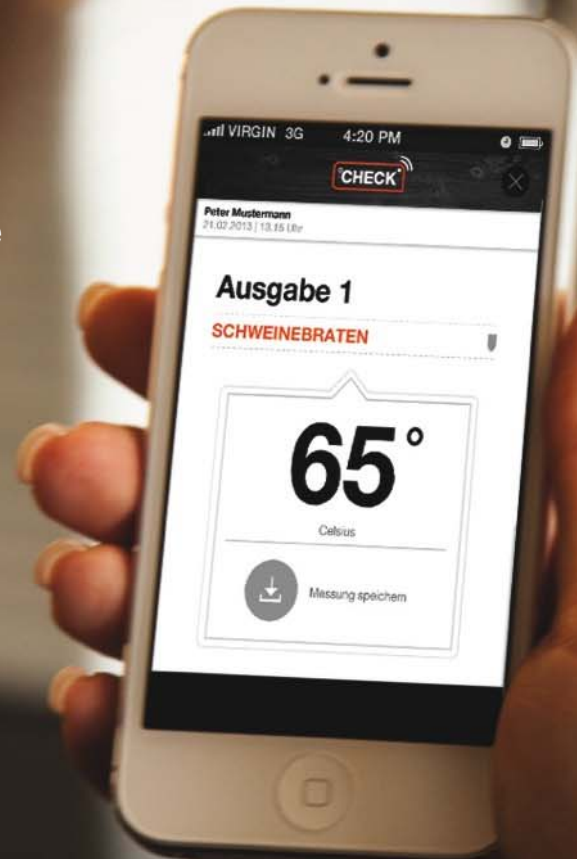 VIRGIN 3G 4:20 PM
°CHECK°
Peter Mustermann
21.02.2013 | 13.15 Uhr
Ausgabe 1
SCHWEINEBRATEN
65°
Celsius
Messung speichern
e